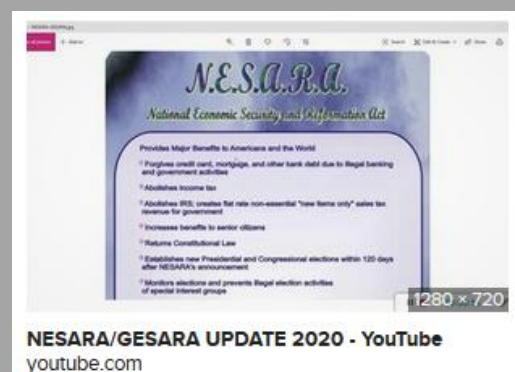 N.E.S.A.R.A.
National Economic Security and Reformation Act
Provides Major Benefits to Americans and the World
Forgives credit card, mortgage, and other bank debt due to illegal banking
and government activities
Abolishes income tax
Abolishes IRS; creates flat rate non-essential "new items only" sales tax
revenue for government
Increases benefits to senior citizens
Returns Constitutional Law
Establishes new Presidential and Congressional elections within 120 days
after NESARA's announcement
Monitors elections and prevents illegal election activities
of special interest groups
1280 × 720
NESARA/GESARA UPDATE 2020 - YouTube
youtube.com